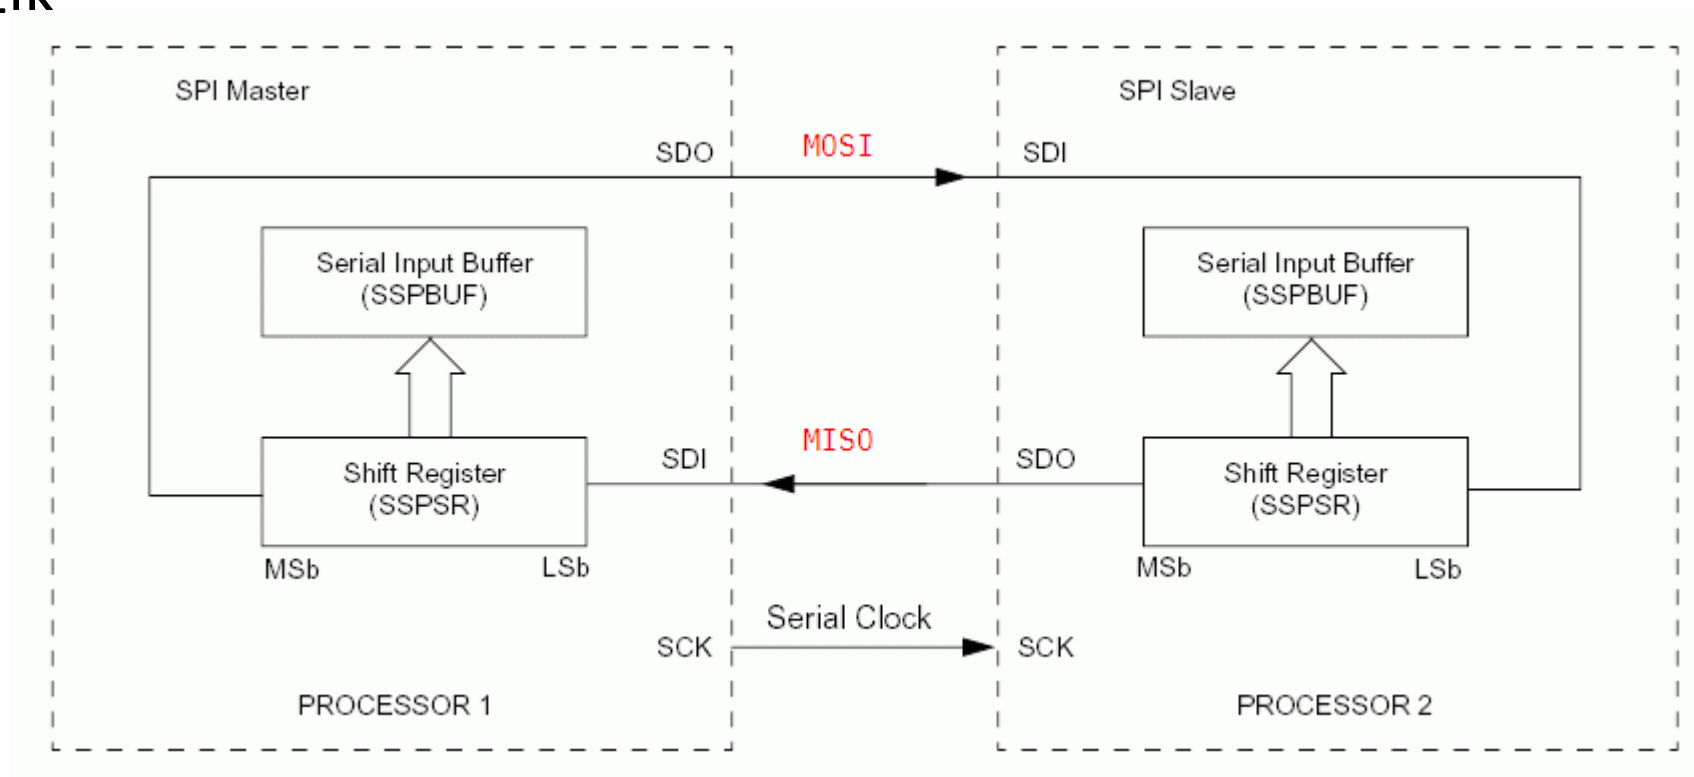 SPI Master
SPI Slave
SDO
MOSI
SDI
Serial Input Buffer
(SSPBUF)
Serial Input Buffer
(SSPBUF)
SDI
MISO
SDO
Shift Register
(SSPSR)
Shift Register
(SSPSR)
MSb
LSb
MSb
LSb
Serial Clock
SCK
SCK
PROCESSOR 1
PROCESSOR 2